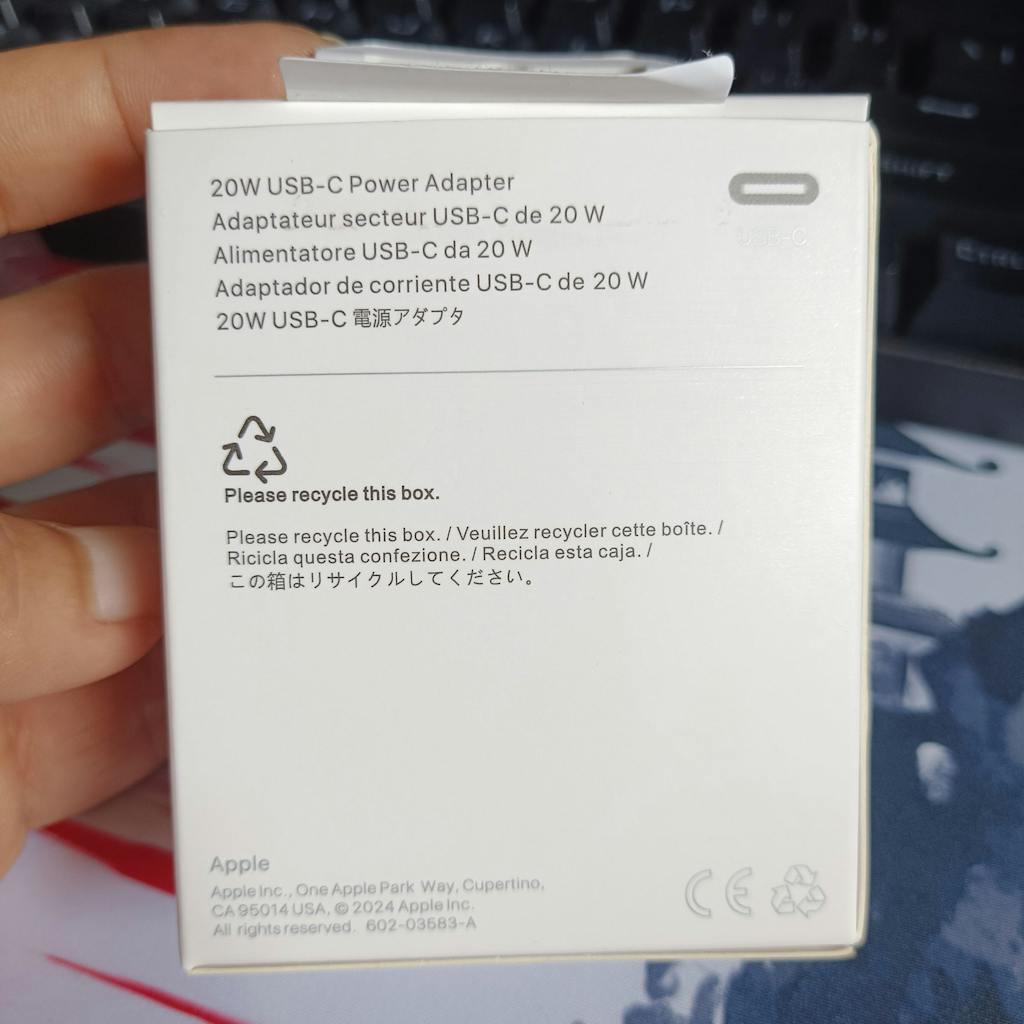 20W USB-C Power Adapter
Adaptateur secteur USB-C de 20 W
Alimentatore USB-C da 20 W
Adaptador de corriente USB-C de 20 W
20W USB-C 電源アダプタ
USB-C
Please recycle this box.
Please recycle this box. / Veuillez recycler cette boîte. /
Ricicla questa confezione. / Recicla esta caja. /
この箱はリサイクルしてください。
Apple
Apple Inc., One Apple Park Way, Cupertino,
CA 95014 USA, © 2024 Apple Inc.
All rights reserved. 602-03583-A
CE